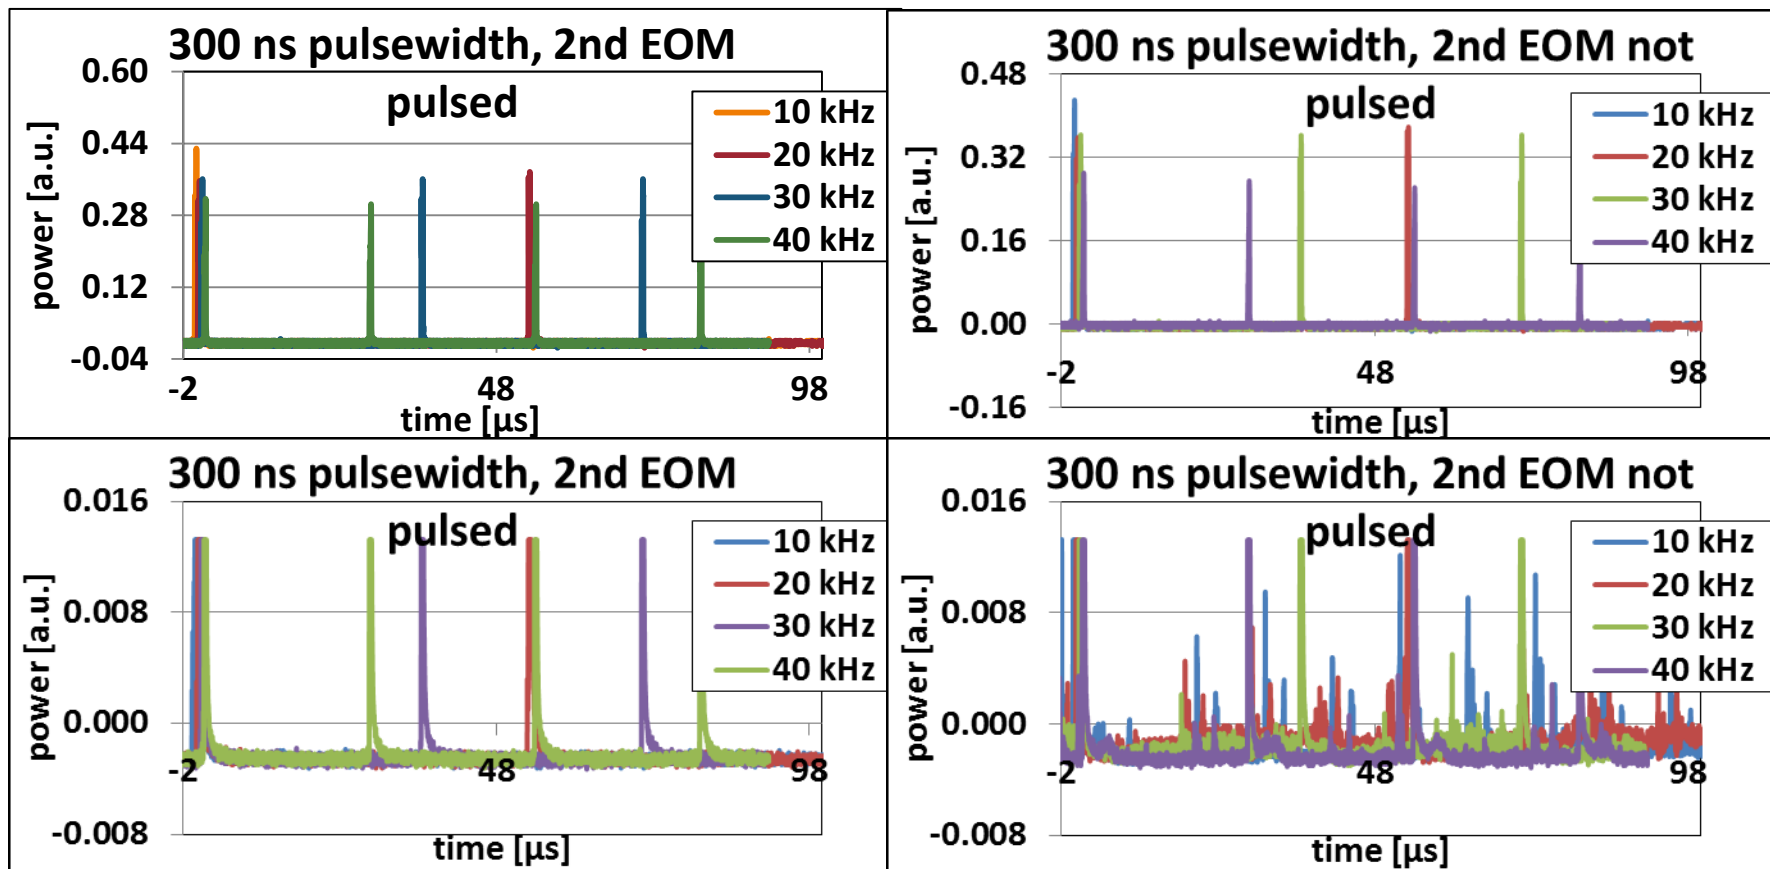 300 ns pulsewidth, 2nd EOM
pulsed
0.60
0.44
0.28
0.12
-0.04
power [a.u.]
-2
48
98
time [µs]
10 kHz
20 kHz
30 kHz
40 kHz
300 ns pulsewidth, 2nd EOM not
pulsed
0.48
0.32
0.16
0.00
-0.16
power [a.u.]
-2
48
98
time [µs]
10 kHz
20 kHz
30 kHz
40 kHz
300 ns pulsewidth, 2nd EOM
pulsed
0.016
0.008
0.000
-0.008
power [a.u.]
-2
48
98
time [µs]
10 kHz
20 kHz
30 kHz
40 kHz
300 ns pulsewidth, 2nd EOM not
pulsed
0.016
0.008
0.000
-0.008
power [a.u.]
-2
48
98
time [µs]
10 kHz
20 kHz
30 kHz
40 kHz